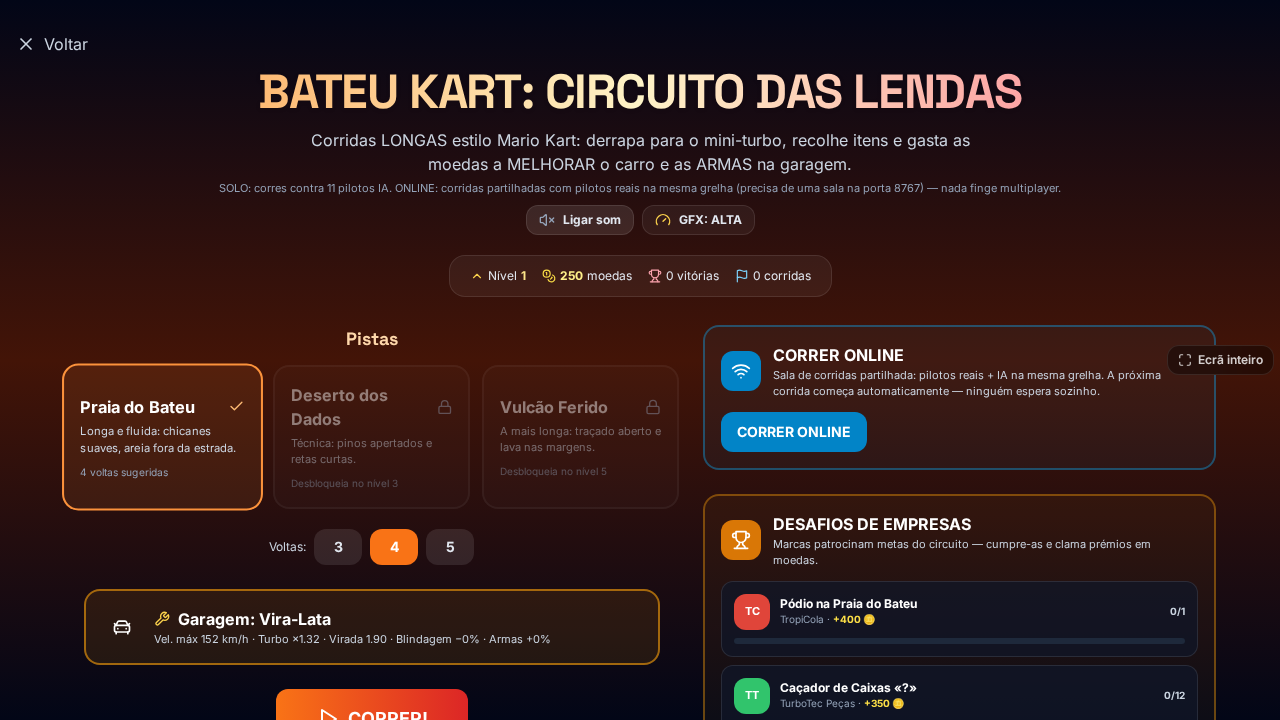 Voltar
BATEU KART: CIRCUITO DAS LENDAS
Corridas LONGAS estilo Mario Kart: derrapa para o mini-turbo, recolhe itens e gasta as
moedas a MELHORAR o carro e as ARMAS na garagem.
SOLO: corres contra 11 pilotos IA. ONLINE: corridas partilhadas com pilotos reais na mesma grelha (precisa de uma sala na porta 8767) — nada finge multiplayer.
Ligar som
GFX: ALTA
Nível 1
250 moedas
0 vitórias
0 corridas
Pistas
Praia do Bateu
Longa e fluida: chicanes
suaves, areia fora da estrada.
4 voltas sugeridas
Deserto dos
Dados
Técnica: pinos apertados e
retas curtas.
Desbloqueia no nível 3
Vulcão Ferido
A mais longa: traçado aberto e
lava nas margens.
Desbloqueia no nível 5
Voltas:
3
4
5
Garagem: Vira-Lata
Vel. máx 152 km/h · Turbo ×1.32 · Virada 1.90 · Blindagem −0% · Armas +0%
CORRER!
CORRER ONLINE
Sala de corridas partilhada: pilotos reais + IA na mesma grelha. A próxima
corrida começa automaticamente — ninguém espera sozinho.
CORRER ONLINE
Ecrã inteiro
DESAFIOS DE EMPRESAS
Marcas patrocinam metas do circuito — cumpre-as e clama prémios em
moedas.
TC
Pódio na Praia do Bateu
TropiCola · +400
0/1
TT
Caçador de Caixas «?»
TurboTec Peças · +350
0/12